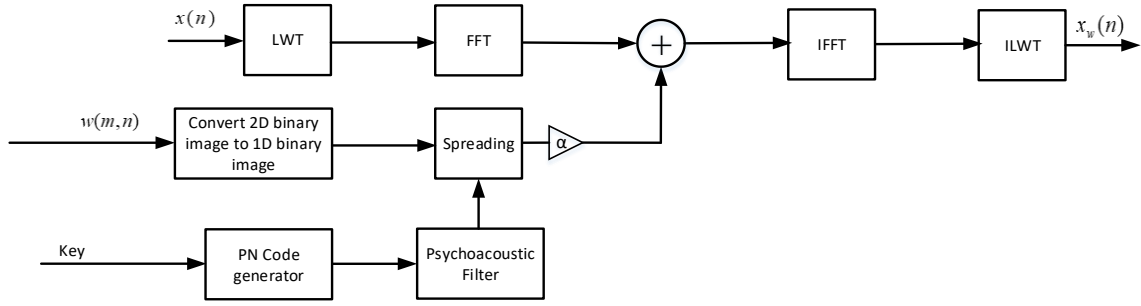 x(n)
LWT
FFT
+
IFFT
ILWT
x_w(n)
w(m,n)
Convert 2D binary
image to 1D binary
image
Spreading
α
Key
PN Code
generator
Psychoacoustic
Filter